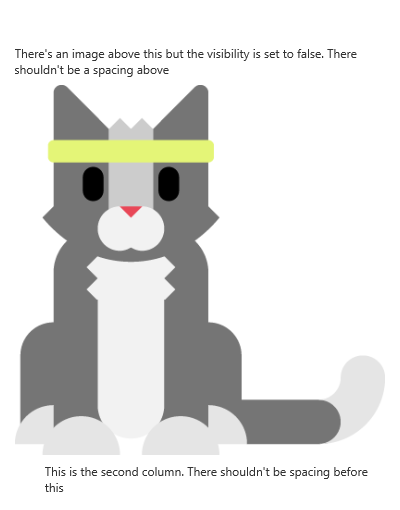 There's an image above this but the visibility is set to false. There
shouldn't be a spacing above
This is the second column. There shouldn't be spacing before
this